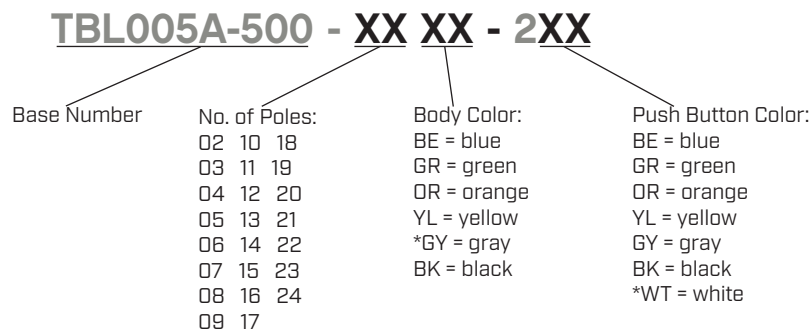 TBL005A-500 - XX XX - 2XX
Base Number
No. of Poles:
02 10 18
03 11 19
04 12 20
05 13 21
06 14 22
07 15 23
08 16 24
09 17
Body Color:
BE = blue
GR = green
OR = orange
YL = yellow
*GY = gray
BK = black
Push Button Color:
BE = blue
GR = green
OR = orange
YL = yellow
GY = gray
BK = black
*WT = white